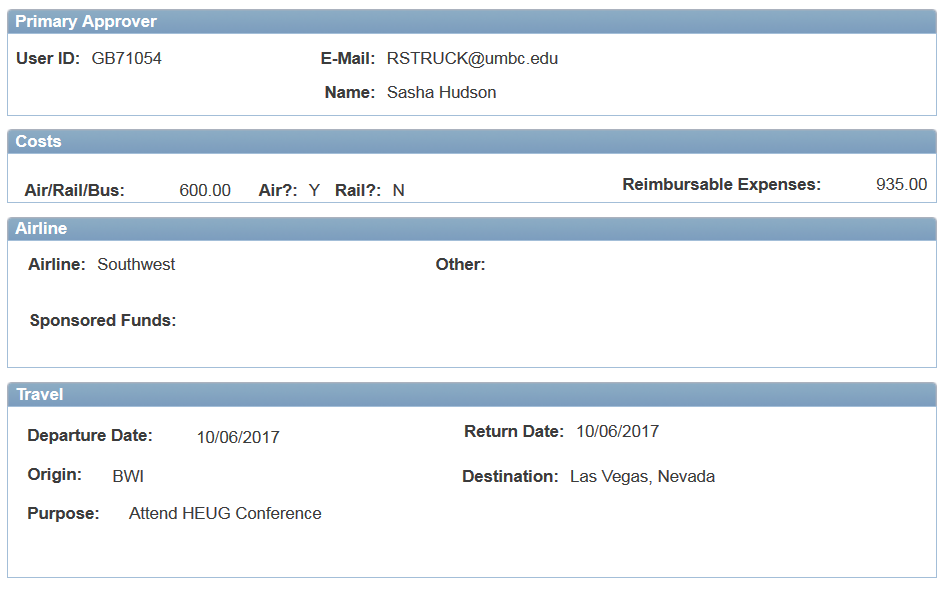 Primary Approver
User ID: GB71054 E-Mail: RSTRUCK@umbc.edu
Name: Sasha Hudson
Costs
Air/Rail/Bus: 600.00 Air?: Y Rail?: N Reimbursable Expenses: 935.00
Airline
Airline: Southwest Other:
Sponsored Funds:
Travel
Departure Date: 10/06/2017 Return Date: 10/06/2017
Origin: BWI Destination: Las Vegas, Nevada
Purpose: Attend HEUG Conference